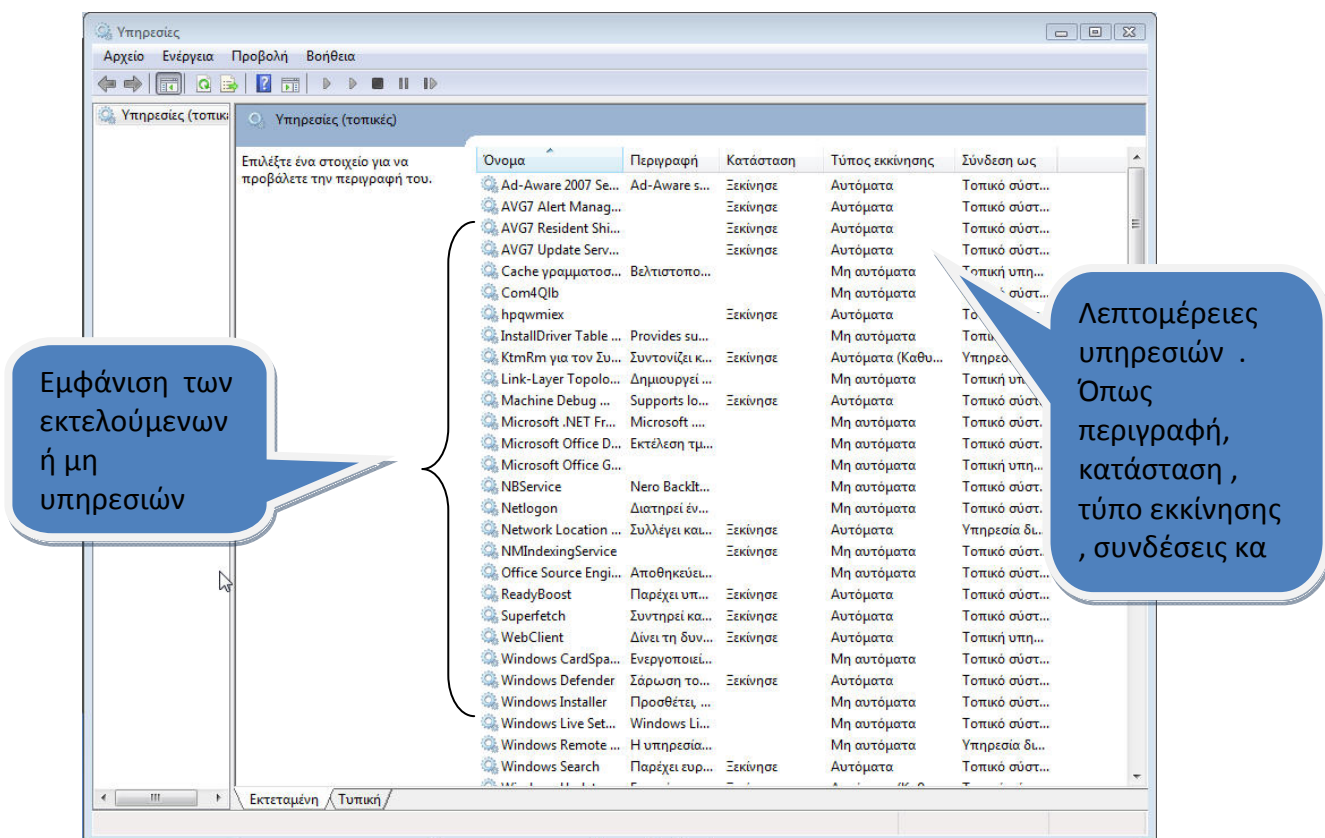 Υπηρεσίες
Αρχείο Ενέργεια Προβολή Βοήθεια
Υπηρεσίες (τοπικ
Υπηρεσίες (τοπικές)
Επιλέξτε ένα στοιχείο για να
προβάλετε την περιγραφή του.
Όνομα Περιγραφή Κατάσταση Τύπος εκκίνησης Σύνδεση ως
Ad-Aware 2007 Se... Ad-Aware s... Ξεκίνησε Αυτόματα Τοπικό σύστ...
AVG7 Alert Manag... Ξεκίνησε Αυτόματα Τοπικό σύστ...
AVG7 Resident Shi... Ξεκίνησε Αυτόματα Τοπικό σύστ...
AVG7 Update Serv... Ξεκίνησε Αυτόματα Τοπικό σύστ...
Cache γραμματοσ... Βελτιστοπο... Μη αυτόματα Τοπική υπη...
Com4Qlb Μη αυτόματα σύστ...
hpqwmiex Ξεκίνησε Αυτόματα Το
InstallDriver Table ... Provides su... Μη αυτόματα Τοπι
KtmRm για τον Συ... Συντονίζει κ... Ξεκίνησε Αυτόματα (Καθυ... Υπηρεσ
Link-Layer Topolo... Δημιουργεί ... Μη αυτόματα Τοπική υπ
Machine Debug ... Supports lo... Ξεκίνησε Αυτόματα Τοπικό σύστ
Microsoft .NET Fr... Microsoft .... Μη αυτόματα Τοπικό σύστ.
Microsoft Office D... Εκτέλεση τμ... Μη αυτόματα Τοπικό σύστ.
Microsoft Office G... Μη αυτόματα Τοπική υπη...
NBService Nero BackIt... Μη αυτόματα Τοπικό σύστ.
Netlogon Διατηρεί έν... Μη αυτόματα Τοπικό σύστ.
Network Location ... Συλλέγει και... Ξεκίνησε Αυτόματα Υπηρεσία δι...
NMIndexingService Ξεκίνησε Μη αυτόματα Τοπικό σύστ..
Office Source Engi... Αποθηκεύει... Μη αυτόματα Τοπικό σύστ...
ReadyBoost Παρέχει υπ... Ξεκίνησε Αυτόματα Τοπικό σύστ...
Superfetch Συντηρεί κα... Ξεκίνησε Αυτόματα Τοπικό σύστ...
WebClient Δίνει τη δυν... Ξεκίνησε Αυτόματα Τοπική υπη...
Windows CardSpa... Ενεργοποιεί... Μη αυτόματα Τοπικό σύστ...
Windows Defender Σάρωση το... Ξεκίνησε Αυτόματα Τοπικό σύστ...
Windows Installer Προσθέτει, ... Μη αυτόματα Τοπικό σύστ...
Windows Live Set... Windows Li... Μη αυτόματα Τοπικό σύστ...
Windows Remote ... Η υπηρεσία... Μη αυτόματα Υπηρεσία δι...
Windows Search Παρέχει ευρ... Ξεκίνησε Αυτόματα Τοπικό σύστ...
Εκτεταμένη Τυπική
Εμφάνιση των
εκτελούμενων
ή μη
υπηρεσιών
Λεπτομέρειες
υπηρεσιών .
Όπως
περιγραφή,
κατάσταση ,
τύπο εκκίνησης
, συνδέσεις κα